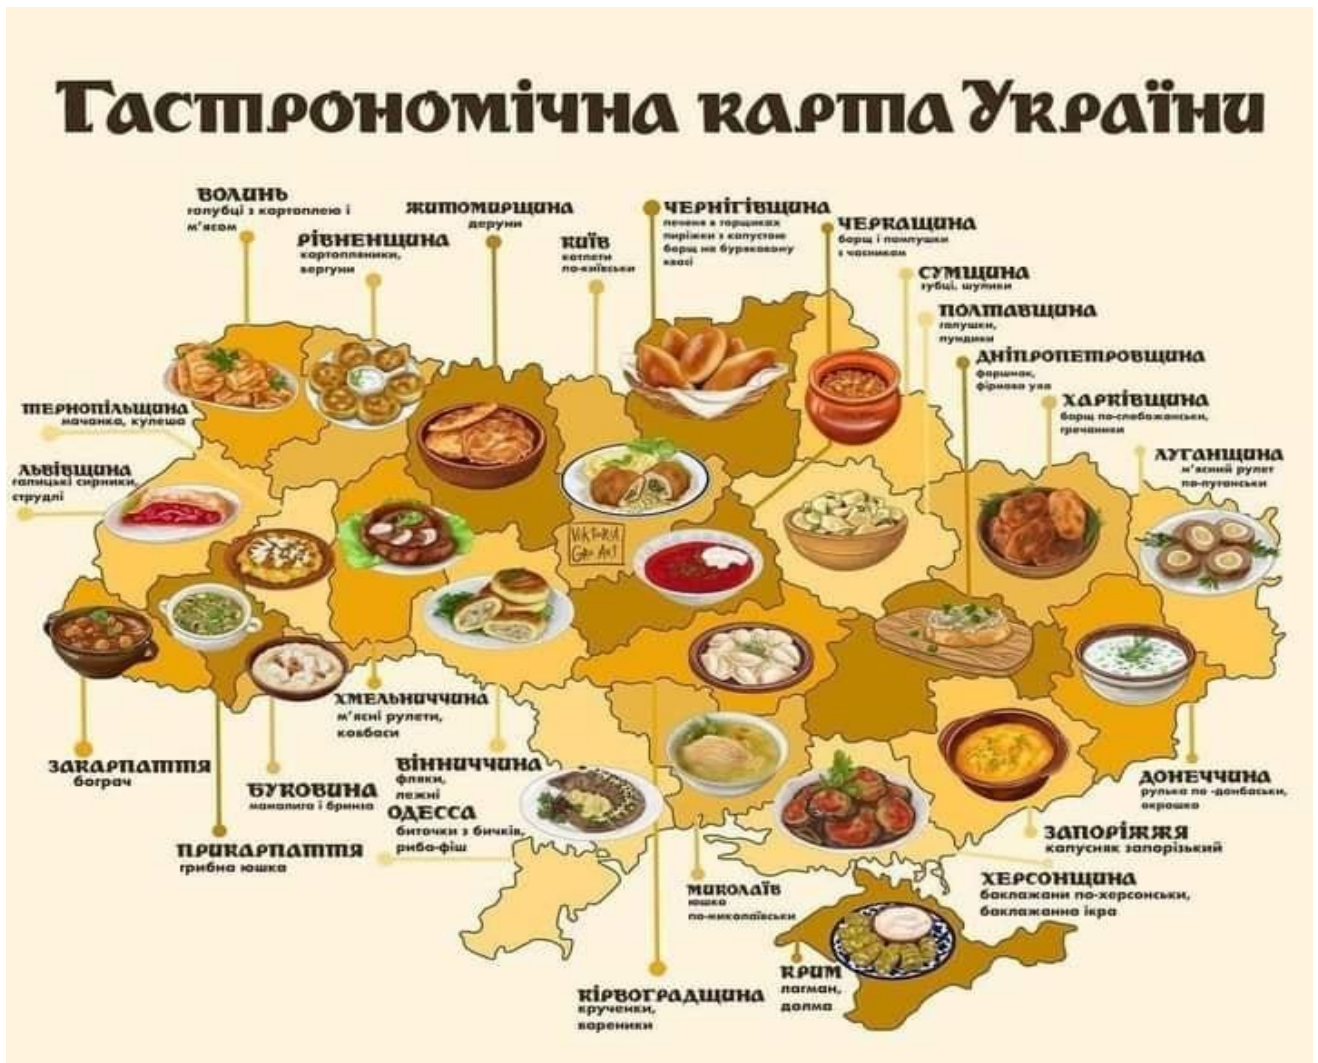 Гастрономічна карта України
ВОЛИНЬ
голубці з картоплею і
м'ясом
РІВНЕНЩИНА
картопляники,
вергуни
ЖИТОМИРЩИНА
деруни
КИЇВ
котлети
по-київськи
ЧЕРНІГІВЩИНА
печеня в горщиках
пиріжки з капустою
борщ на буряковому
квасі
ЧЕРКАЩИНА
борщ і пампушки
з часником
СУМЩИНА
зубці, шулики
ПОЛТАВЩИНА
галушки,
пундики
ДНІПРОПЕТРОВЩИНА
форшмак,
фірмова уха
ХАРКІВЩИНА
борщ по-слобожанськи,
гречаники
ЛУГАНЩИНА
м'ясний рулет
по-луганськи
ТЕРНОПІЛЬЩИНА
мачанка, кулеша
ЛЬВІВЩИНА
галицькі сирники,
струдлі
VIKTORIA
GAV ART
ХМЕЛЬНИЧЧИНА
м'ясні рулети,
ковбаси
ЗАКАРПАТТЯ
бограч
БУКОВИНА
мамалига і бринза
ПРИКАРПАТТЯ
грибна юшка
ВІННИЧЧИНА
фляки,
лежні
ОДЕССА
биточки з бичків,
риба-фіш
МИКОЛАЇВ
юшка
по-миколаївськи
КІРВОГРАДЩИНА
крученки,
вареники
КРИМ
лагман,
долма
ХЕРСОНЩИНА
баклажани по-херсонськи,
баклажанна ікра
ЗАПОРІЖЖЯ
капусняк запорізький
ДОНЕЧЧИНА
рулька по -донбаськи,
окрошка